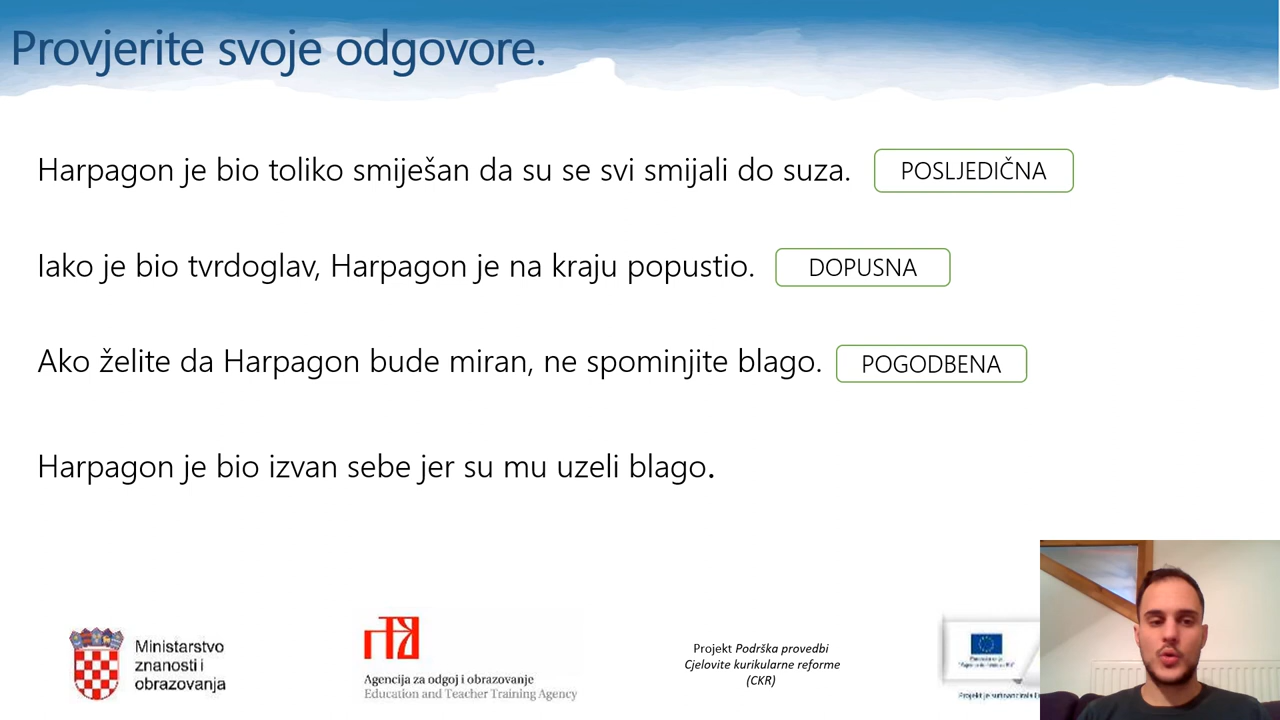 Provjerite svoje odgovore.
Harpagon je bio toliko smiješan da su se svi smijali do suza. POSLJEDIČNA
Iako je bio tvrdoglav, Harpagon je na kraju popustio. DOPUSNA
Ako želite da Harpagon bude miran, ne spominjite blago. POGODBENA
Harpagon je bio izvan sebe jer su mu uzeli blago.
Ministarstvo
znanosti i
obrazovanja
Agencija za odgoj i obrazovanje
Education and Teacher Training Agency
Projekt Podrška provedbi
Cjelovite kurikularne reforme
(CKR)
Projekt je sufinancirala